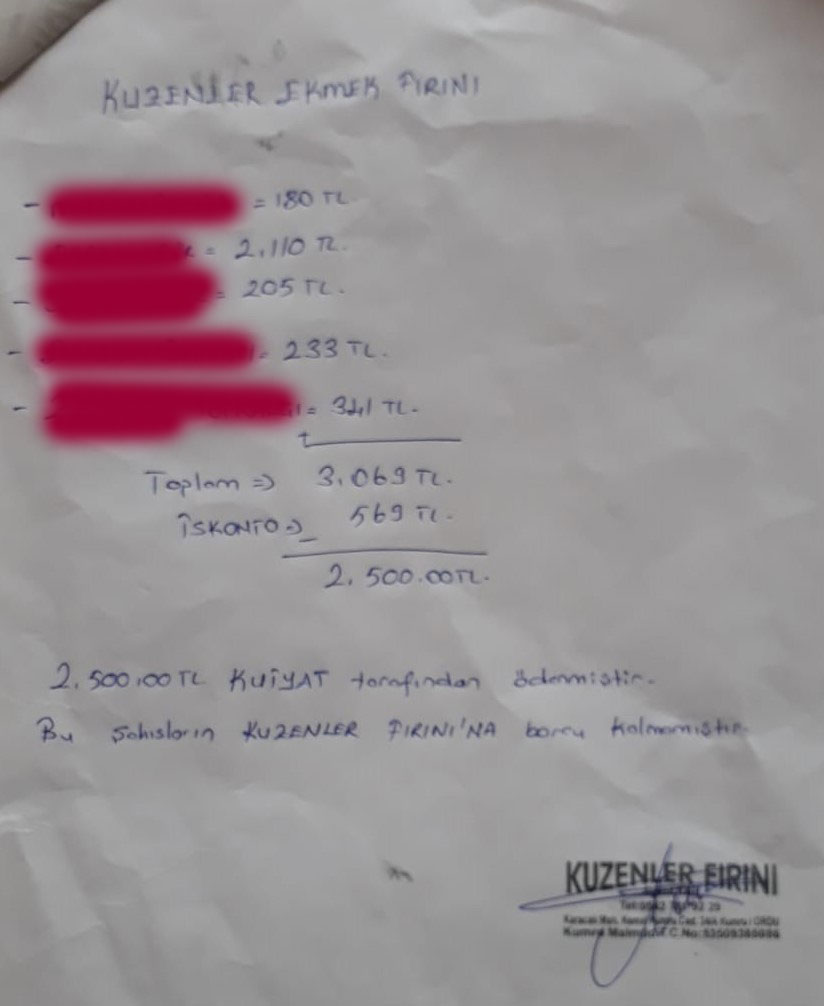 KUZENLER EKMEK FIRINI
- = 180 TL
- = 2.110 TL.
- = 205 TL.
- = 233 TL.
- = 341 TL.
+
Toplam => 3.069 TL.
İSKONTO => 569 TL.
-
2.500.00TL.
2.500,00 TL KUİYAT tarafından ödenmiştir.
Bu şahısların KUZENLER FIRINI'NA borcu kalmamıştır.
KUZENLER FIRINI